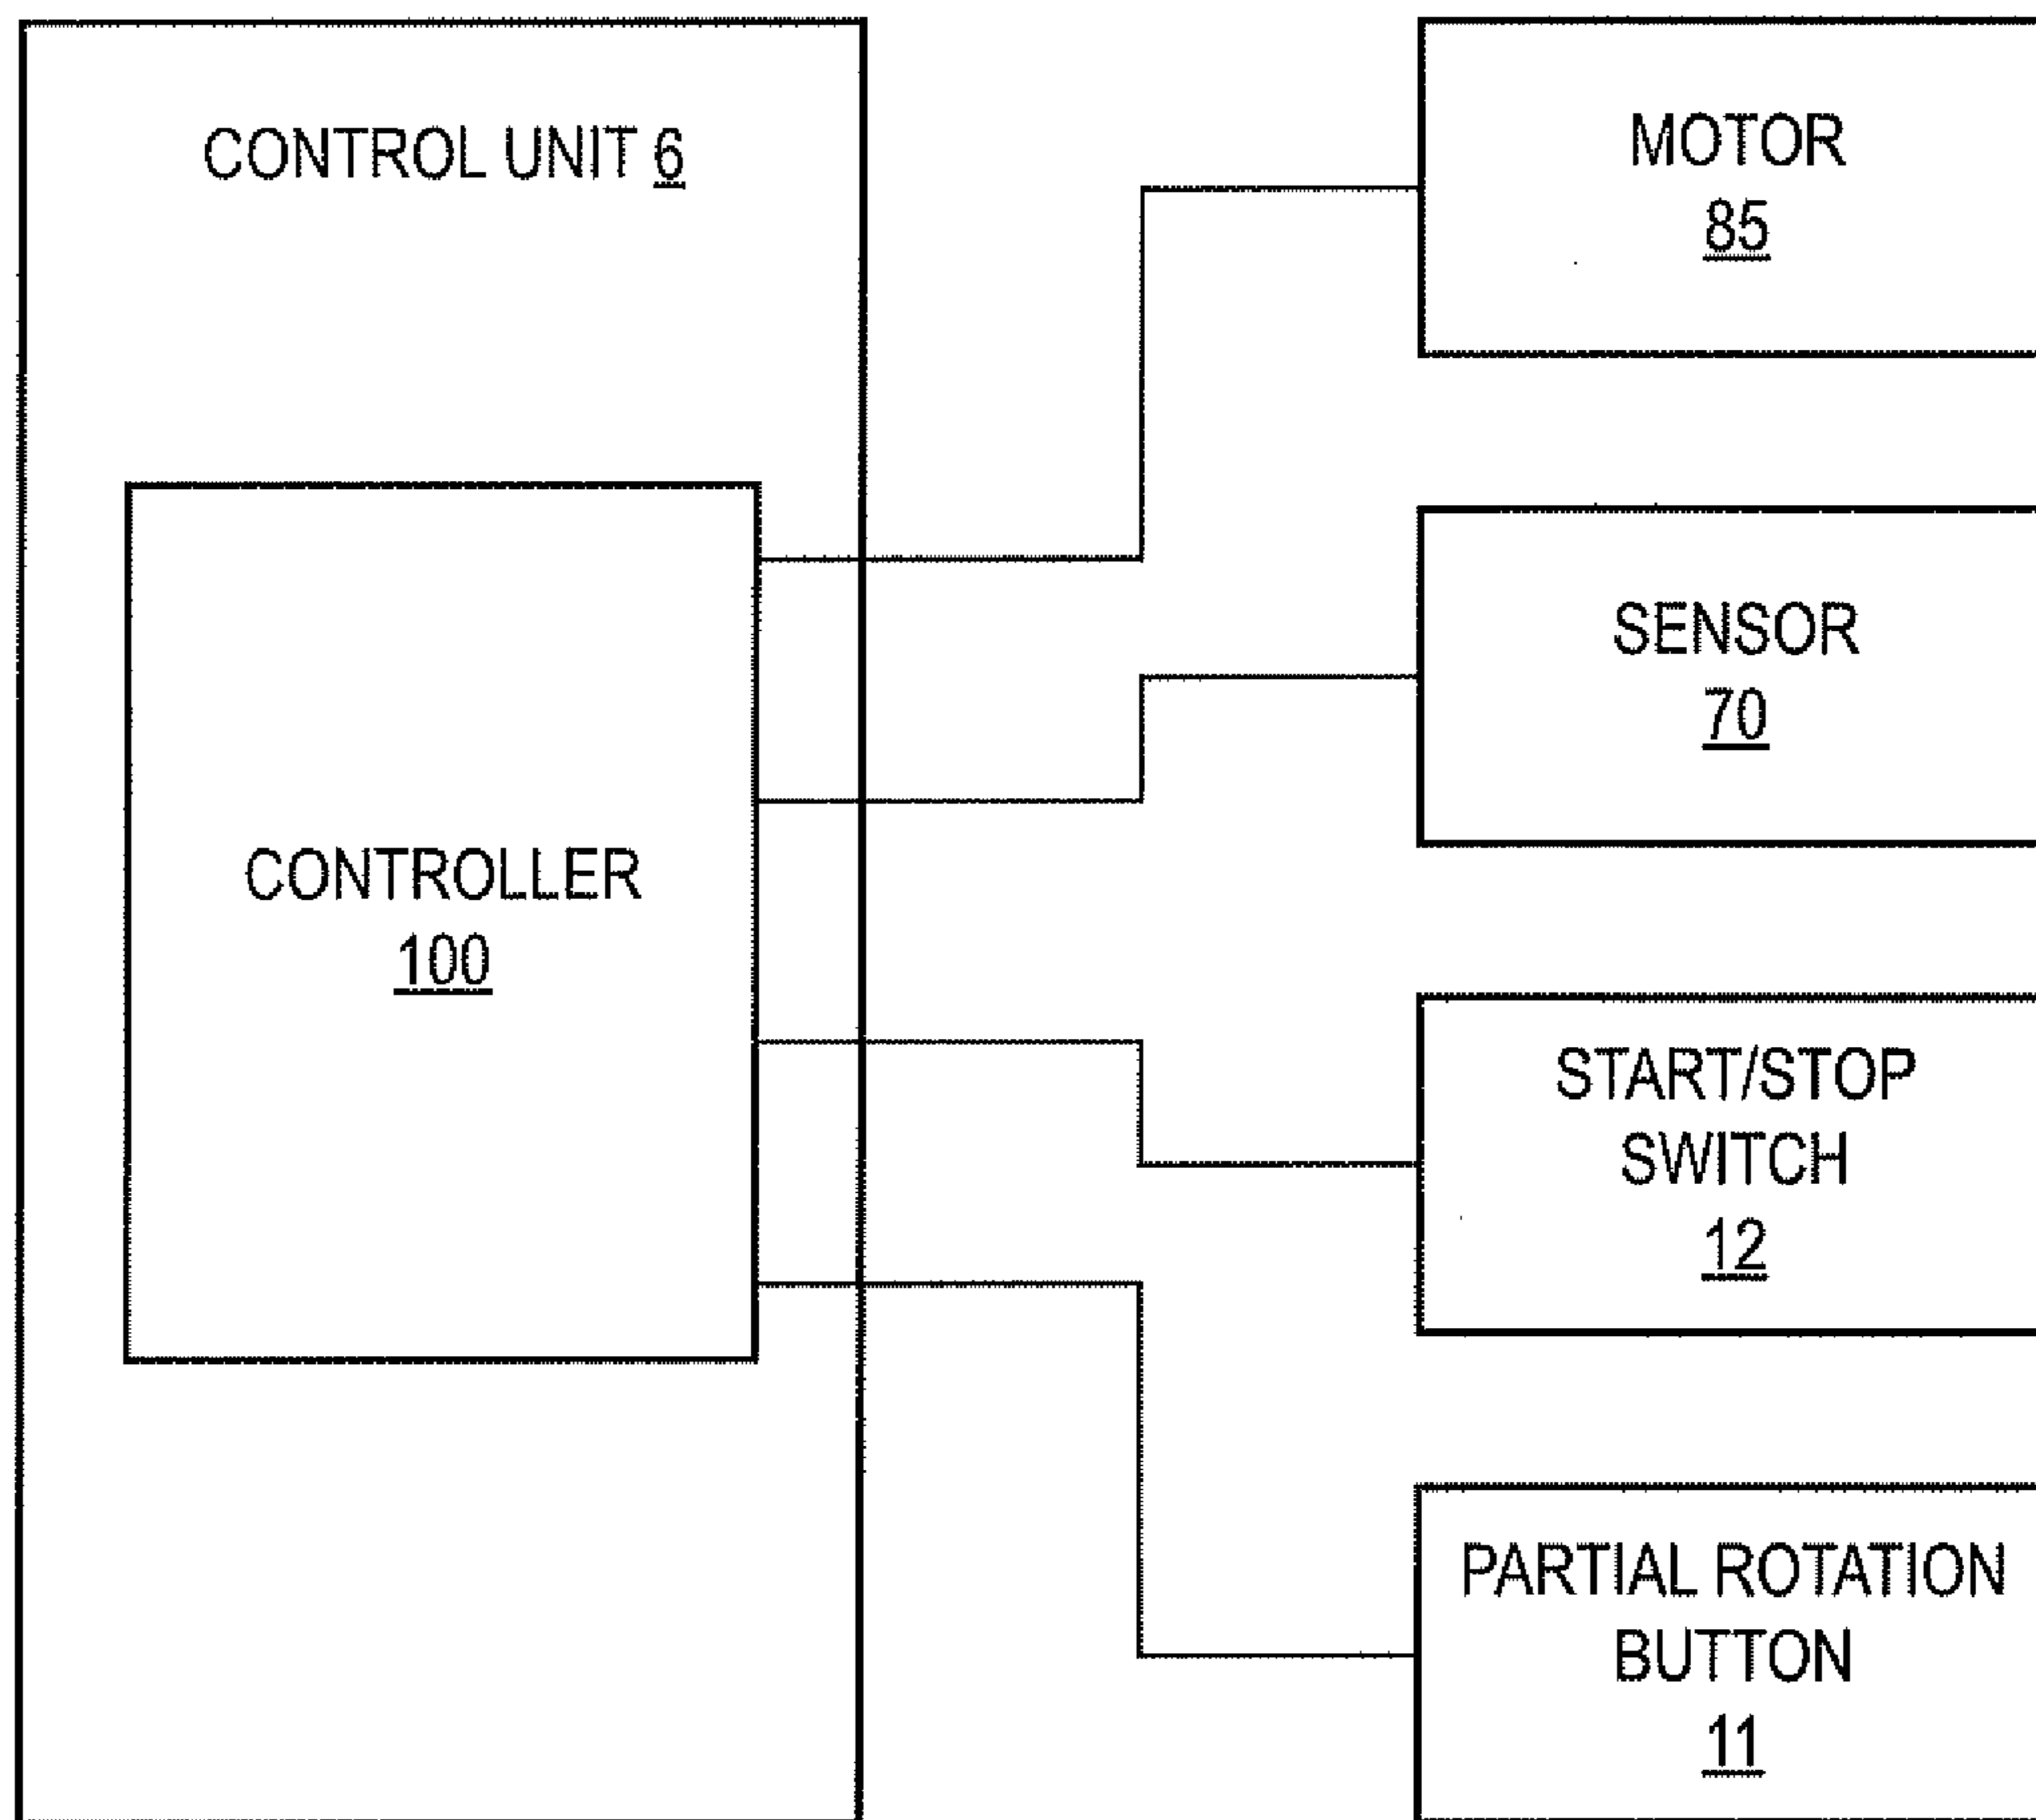 CONTROL UNIT 6
CONTROLLER
100
MOTOR
85
SENSOR
70
START/STOP
SWITCH
12
PARTIAL ROTATION
BUTTON
11